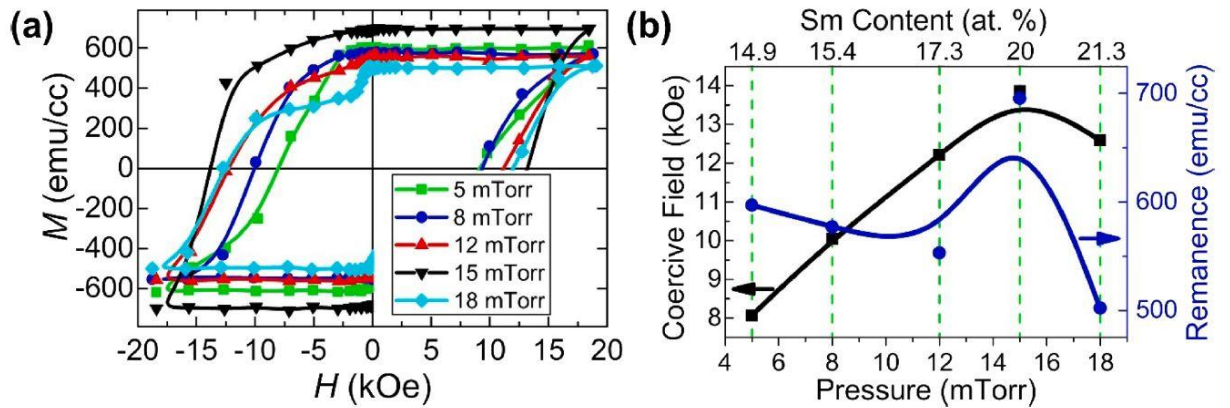 (a)
M (emu/cc)
600
400
200
0
-200
-400
-600
5 mTorr
8 mTorr
12 mTorr
15 mTorr
18 mTorr
-20 -15 -10 -5 0 5 10 15 20
H (kOe)
(b)
Sm Content (at. %)
14.9 15.4 17.3 20 21.3
Coercive Field (kOe)
14
13
12
11
10
9
8
700
600
500
Remanence (emu/cc)
4 6 8 10 12 14 16 18
Pressure (mTorr)